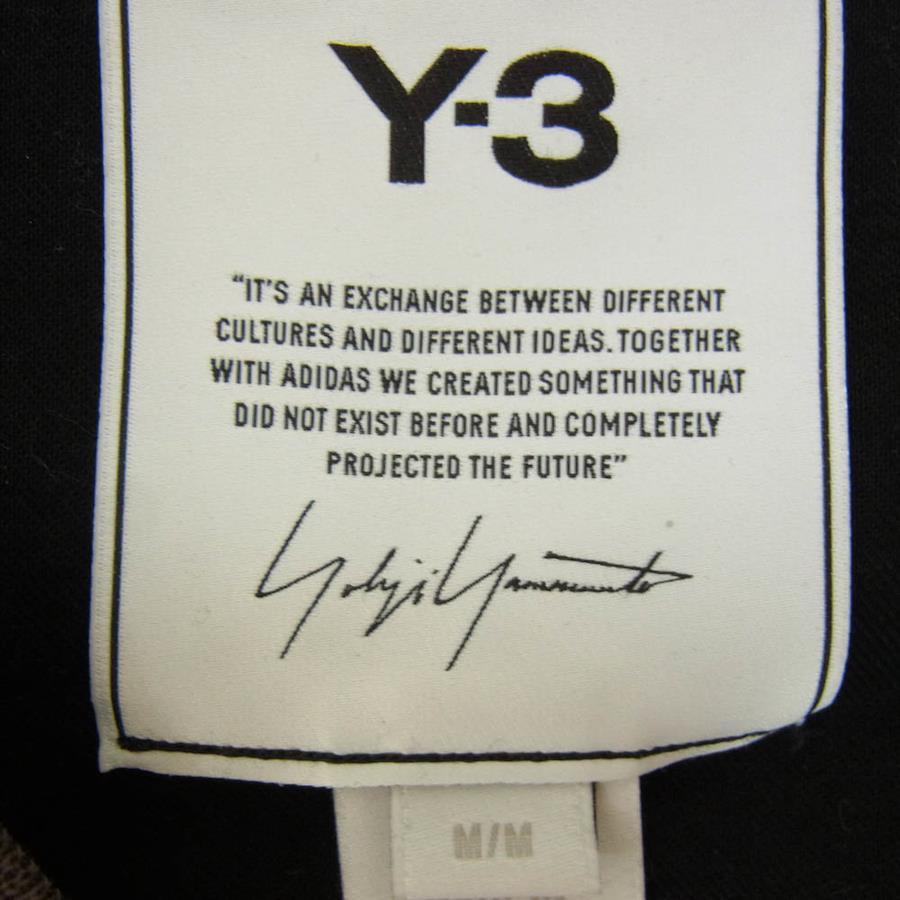 Y-3
“IT'S AN EXCHANGE BETWEEN DIFFERENT
CULTURES AND DIFFERENT IDEAS. TOGETHER
WITH ADIDAS WE CREATED SOMETHING THAT
DID NOT EXIST BEFORE AND COMPLETELY
PROJECTED THE FUTURE”
Yohji Yamamoto
M/M